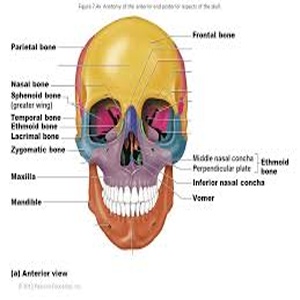 Figure 7.4a Anatomy of the anterior and posterior aspects of the skull.
Frontal bone
Parietal bone
Nasal bone
Sphenoid bone
(greater wing)
Temporal bone
Ethmoid bone
Lacrimal bone
Zygomatic bone
Middle nasal concha
Perpendicular plate
Ethmoid
bone
Maxilla
Inferior nasal concha
Mandible
Vomer
(a) Anterior view